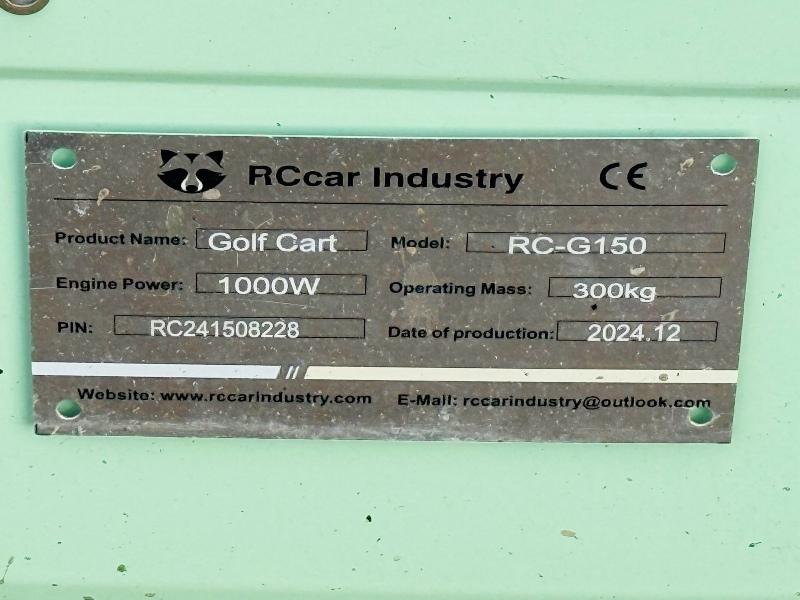 RCcar Industry CE
Product Name: Golf Cart Model: RC-G150
Engine Power: 1000W Operating Mass: 300kg
PIN: RC241508228 Date of production: 2024.12
Website: www.rccarindustry.com E-Mail: rccarindustry@outlook.com